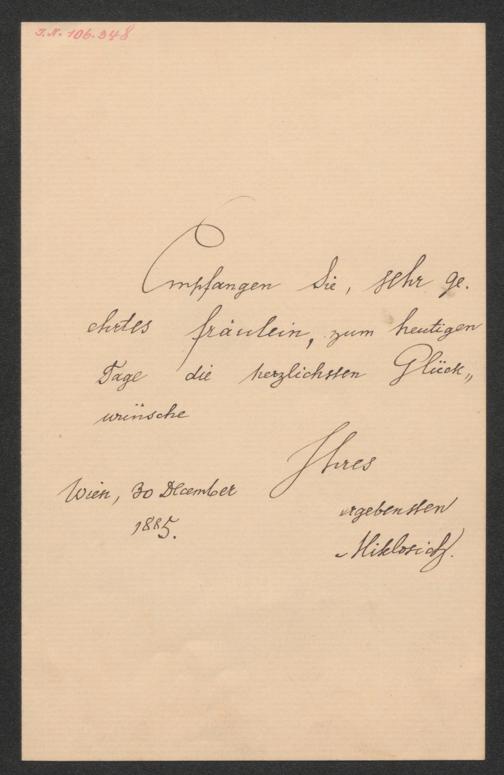 J.N. 106.348
Empfangen Sie, sehr ge-
ehrtes fräulein, zum heutigen
Tage die herzlichsten Glück„
wünsche
Ihres
Wien, 30 December
ergebensten
1885.
Miklosich.